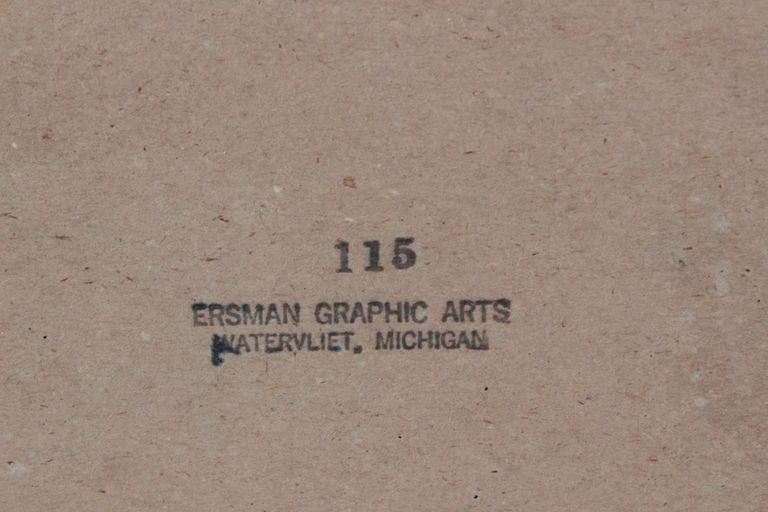 115
ERSMAN GRAPHIC ARTS
WATERVLIET, MICHIGAN